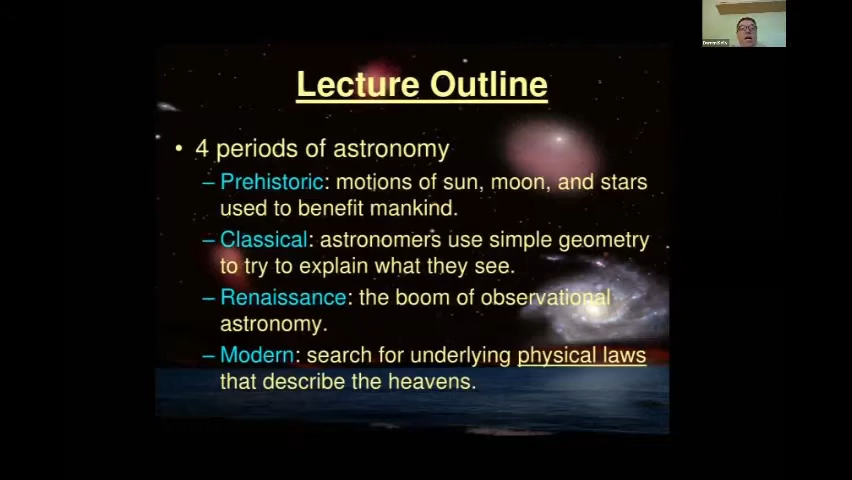 Lecture Outline
• 4 periods of astronomy
– Prehistoric: motions of sun, moon, and stars
used to benefit mankind.
– Classical: astronomers use simple geometry
to try to explain what they see.
– Renaissance: the boom of observational
astronomy.
– Modern: search for underlying physical laws
that describe the heavens.